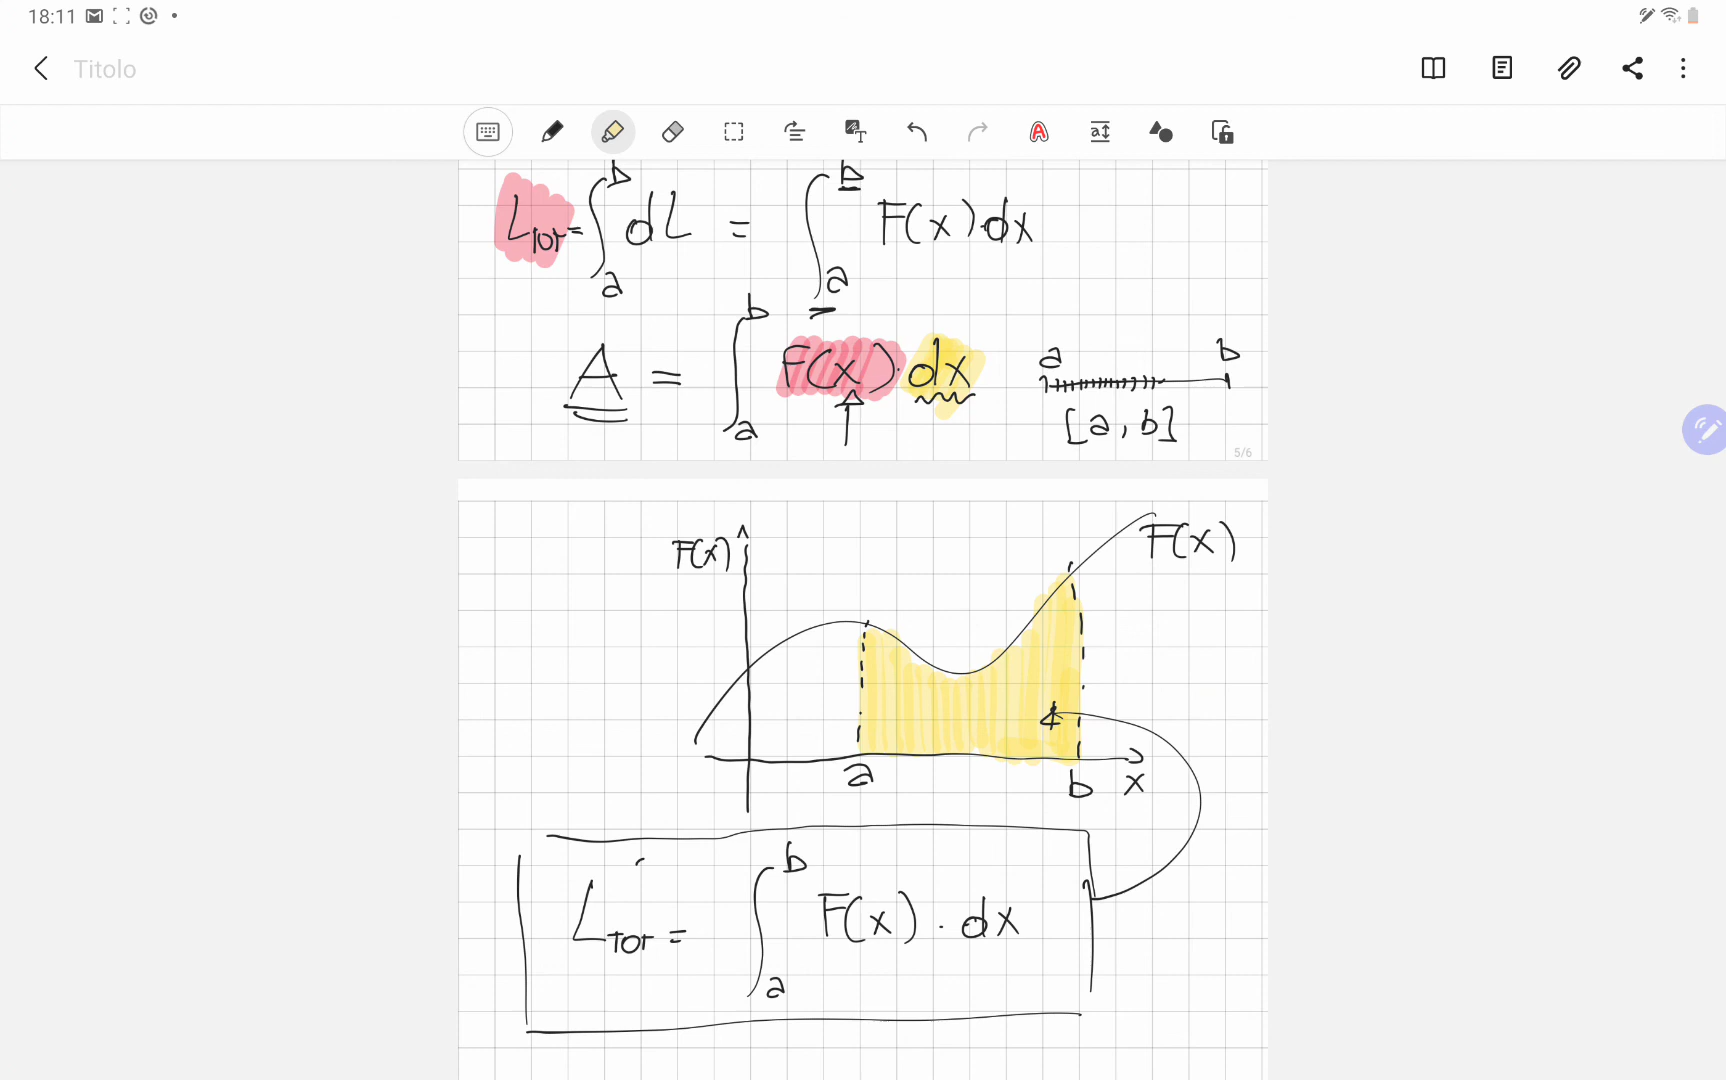 18:11
Titolo
L_TOT = ∫_a^b dL = ∫_a^b F(x)dx
A = ∫_a^b F(x)·dx
a b
[a, b]
5/6
F(x)
F(x)
a b x
L_TOT = ∫_a^b F(x)·dx